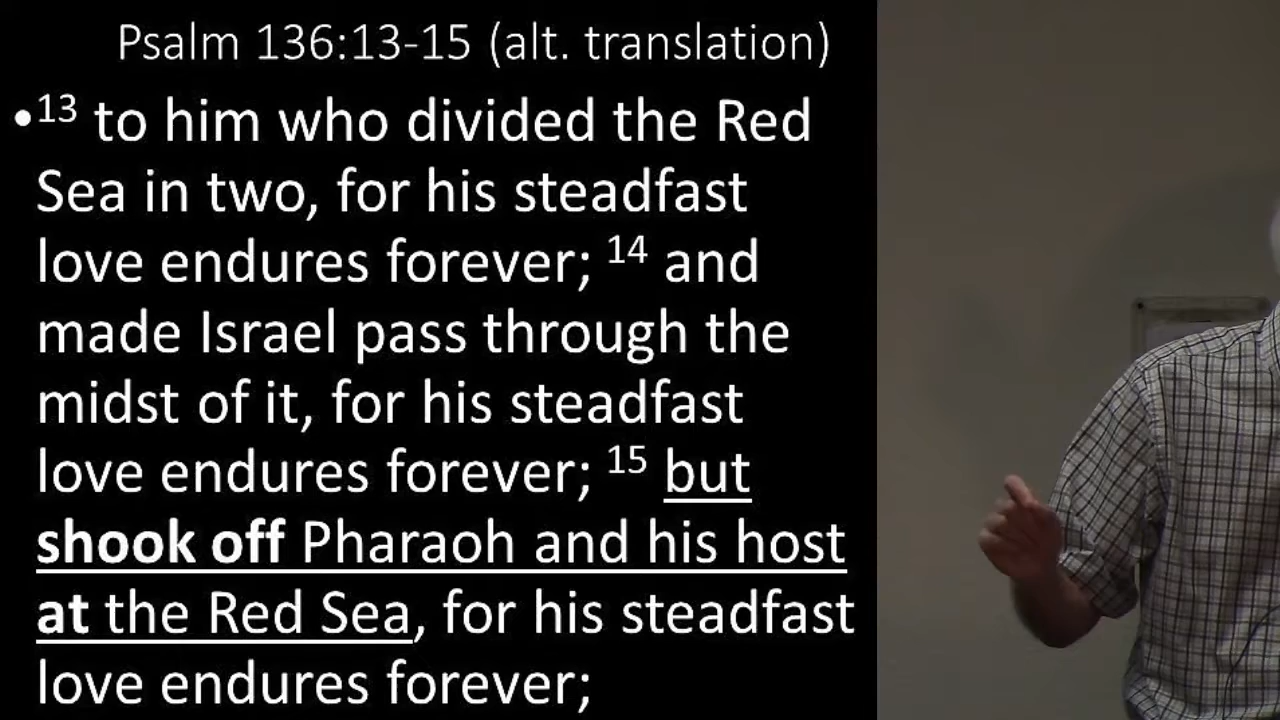 Psalm 136:13-15 (alt. translation)
•13 to him who divided the Red
Sea in two, for his steadfast
love endures forever; 14 and
made Israel pass through the
midst of it, for his steadfast
love endures forever; 15 but
shook off Pharaoh and his host
at the Red Sea, for his steadfast
love endures forever;